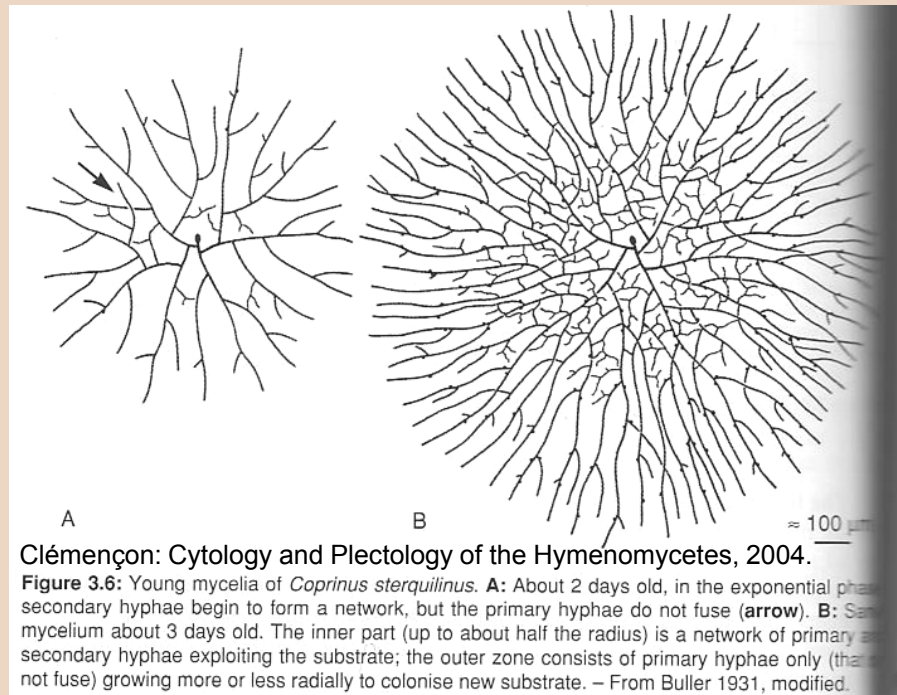 A
B
≈ 100 µm
Clémençon: Cytology and Plectology of the Hymenomycetes, 2004.
Figure 3.6: Young mycelia of Coprinus sterquilinus. A: About 2 days old, in the exponential phase
secondary hyphae begin to form a network, but the primary hyphae do not fuse (arrow). B: Same
mycelium about 3 days old. The inner part (up to about half the radius) is a network of primary
secondary hyphae exploiting the substrate; the outer zone consists of primary hyphae only
not fuse) growing more or less radially to colonise new substrate. – From Buller 1931, modified.